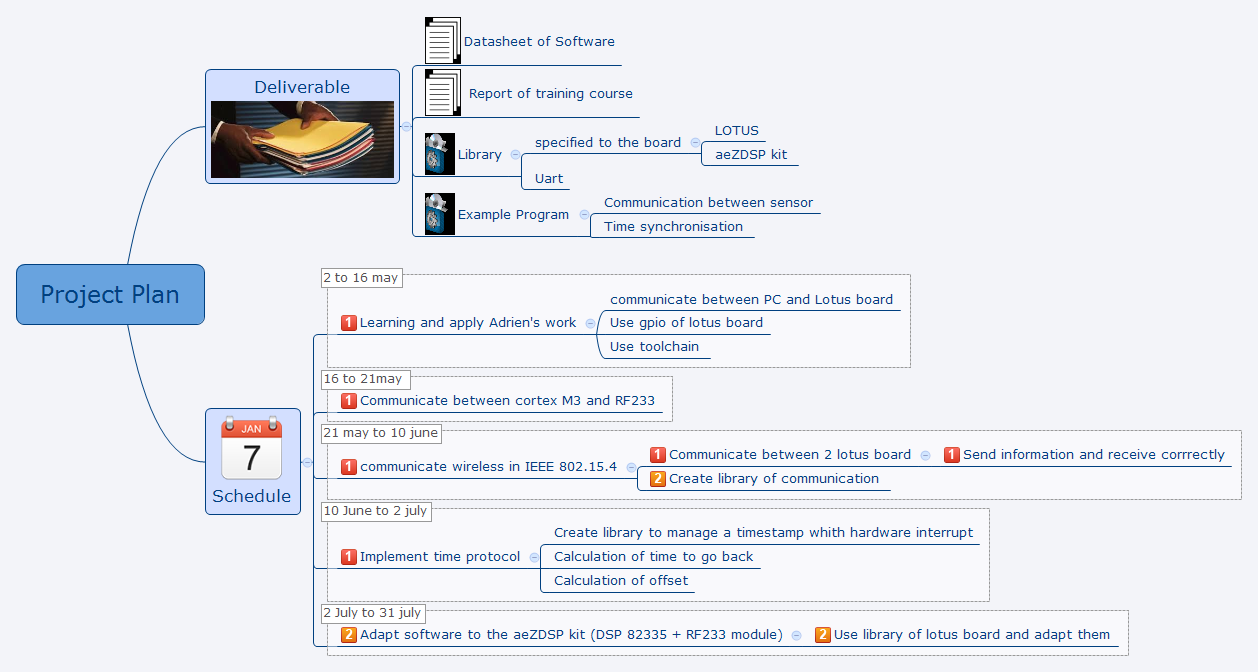 Project Plan
Deliverable
Datasheet of Software
Report of training course
Library
specified to the board
LOTUS
aeZDSP kit
Uart
Example Program
Communication between sensor
Time synchronisation
JAN
7
Schedule
2 to 16 may
1 Learning and apply Adrien's work
communicate between PC and Lotus board
Use gpio of lotus board
Use toolchain
16 to 21may
1 Communicate between cortex M3 and RF233
21 may to 10 june
1 communicate wireless in IEEE 802.15.4
1 Communicate between 2 lotus board
1 Send information and receive corrrectly
2 Create library of communication
10 June to 2 july
1 Implement time protocol
Create library to manage a timestamp whith hardware interrupt
Calculation of time to go back
Calculation of offset
2 July to 31 july
2 Adapt software to the aeZDSP kit (DSP 82335 + RF233 module)
2 Use library of lotus board and adapt them